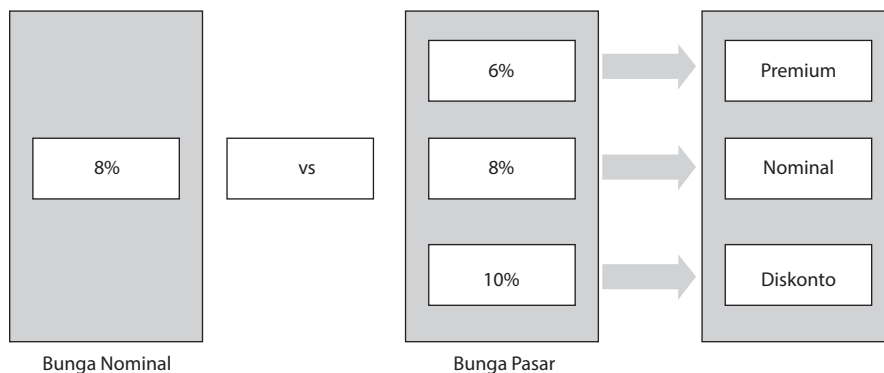 6%
Premium
8%
vs
8%
Nominal
10%
Diskonto
Bunga Nominal
Bunga Pasar